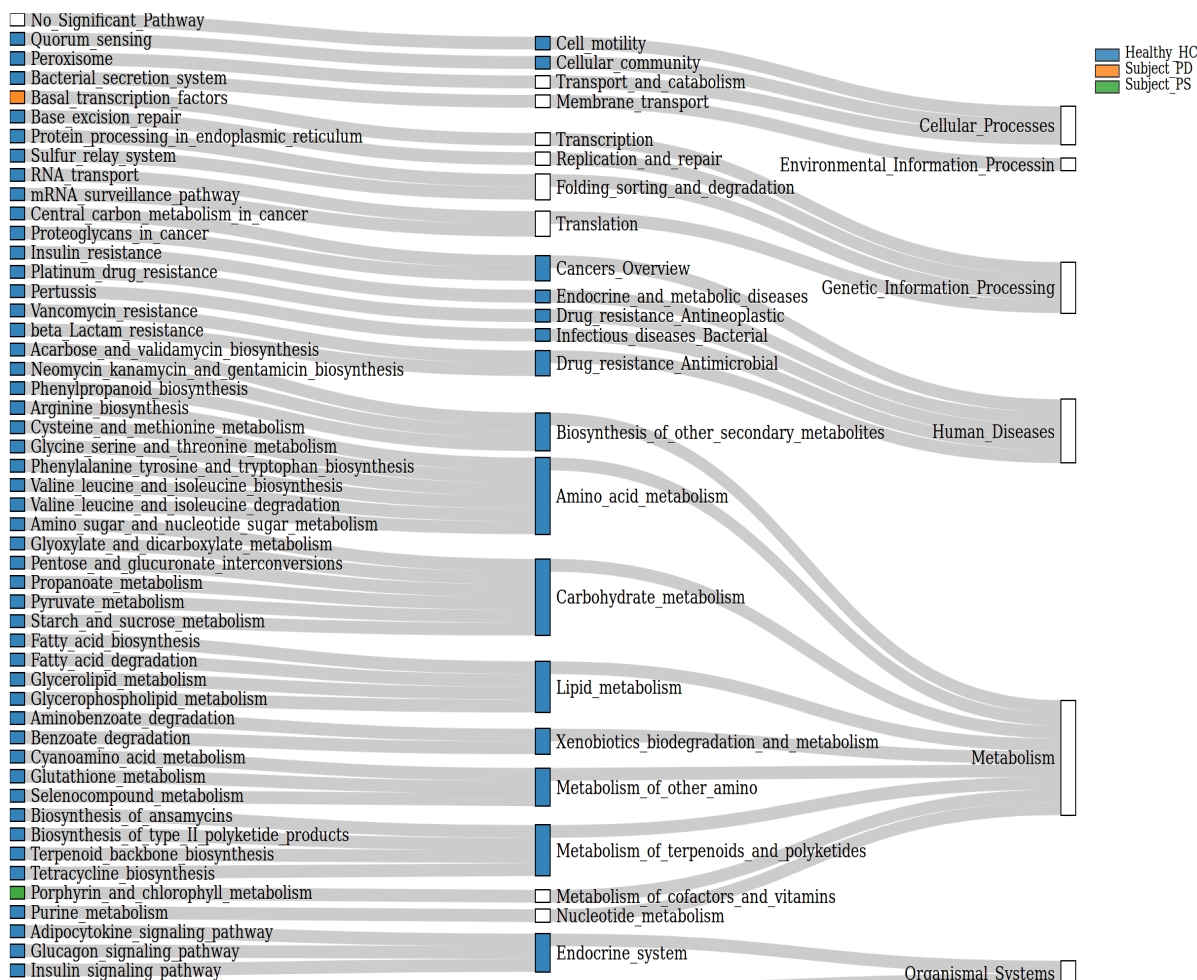 No_Significant_Pathway
Quorum_sensing
Peroxisome
Bacterial_secretion_system
Basal_transcription_factors
Base_excision_repair
Protein_processing_in_endoplasmic_reticulum
Sulfur_relay_system
RNA_transport
mRNA_surveillance_pathway
Central_carbon_metabolism_in_cancer
Proteoglycans_in_cancer
Insulin_resistance
Platinum_drug_resistance
Pertussis
Vancomycin_resistance
beta_Lactam_resistance
Acarbose_and_validamycin_biosynthesis
Neomycin_kanamycin_and_gentamicin_biosynthesis
Phenylpropanoid_biosynthesis
Arginine_biosynthesis
Cysteine_and_methionine_metabolism
Glycine_serine_and_threonine_metabolism
Phenylalanine_tyrosine_and_tryptophan_biosynthesis
Valine_leucine_and_isoleucine_biosynthesis
Valine_leucine_and_isoleucine_degradation
Amino_sugar_and_nucleotide_sugar_metabolism
Glyoxylate_and_dicarboxylate_metabolism
Pentose_and_glucuronate_interconversions
Propanoate_metabolism
Pyruvate_metabolism
Starch_and_sucrose_metabolism
Fatty_acid_biosynthesis
Fatty_acid_degradation
Glycerolipid_metabolism
Glycerophospholipid_metabolism
Aminobenzoate_degradation
Benzoate_degradation
Cyanoamino_acid_metabolism
Glutathione_metabolism
Selenocompound_metabolism
Biosynthesis_of_ansamycins
Biosynthesis_of_type_II_polyketide_products
Terpenoid_backbone_biosynthesis
Tetracycline_biosynthesis
Porphyrin_and_chlorophyll_metabolism
Purine_metabolism
Adipocytokine_signaling_pathway
Glucagon_signaling_pathway
Insulin_signaling_pathway
Cell_motility
Cellular_community
Transport_and_catabolism
Membrane_transport
Transcription
Replication_and_repair
Folding_sorting_and_degradation
Translation
Cancers_Overview
Endocrine_and_metabolic_diseases
Drug_resistance_Antineoplastic
Infectious_diseases_Bacterial
Drug_resistance_Antimicrobial
Biosynthesis_of_other_secondary_metabolites
Amino_acid_metabolism
Carbohydrate_metabolism
Lipid_metabolism
Xenobiotics_biodegradation_and_metabolism
Metabolism_of_other_amino
Metabolism_of_terpenoids_and_polyketides
Metabolism_of_cofactors_and_vitamins
Nucleotide_metabolism
Endocrine_system
Cellular_Processes
Environmental_Information_Processin
Genetic_Information_Processing
Human_Diseases
Metabolism
Organismal_Systems
Healthy_HC
Subject_PD
Subject_PS